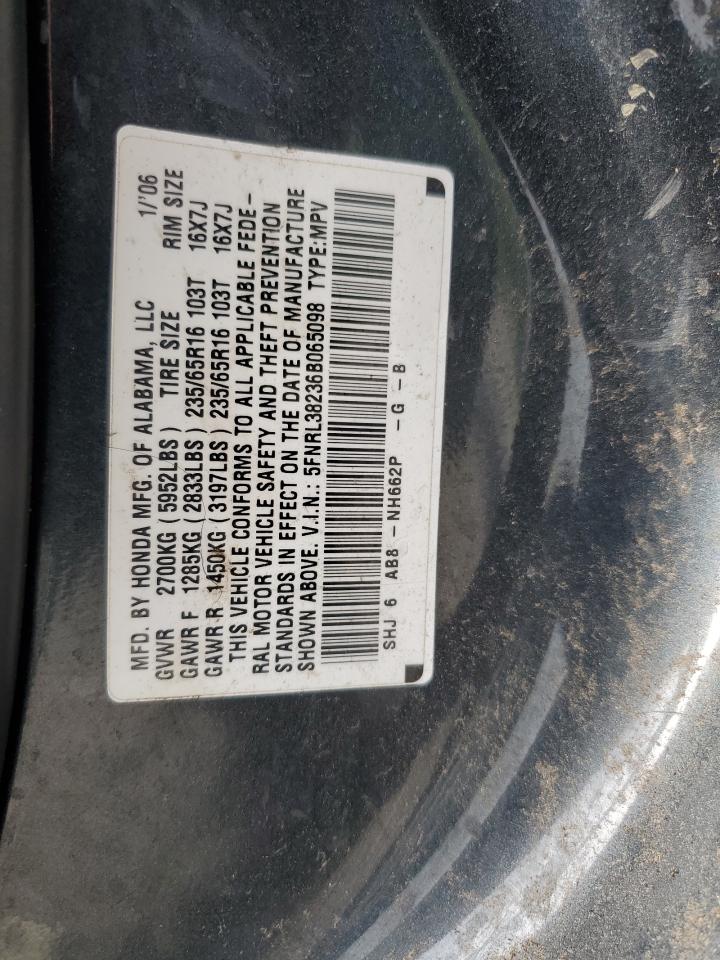 MFD. BY HONDA MFG. OF ALABAMA, LLC 1/'06
GVWR 2700KG (5952LBS) TIRE SIZE RIM SIZE
GAWR F 1285KG (2833LBS) 235/65R16 103T 16X7J
GAWR R 1450KG (3197LBS) 235/65R16 103T 16X7J
THIS VEHICLE CONFORMS TO ALL APPLICABLE FEDE-
RAL MOTOR VEHICLE SAFETY AND THEFT PREVENTION
STANDARDS IN EFFECT ON THE DATE OF MANUFACTURE
SHOWN ABOVE. V.I.N.: 5FNRL38236B065098 TYPE:MPV
SHJ 6 AB8 - NH662P - G - B